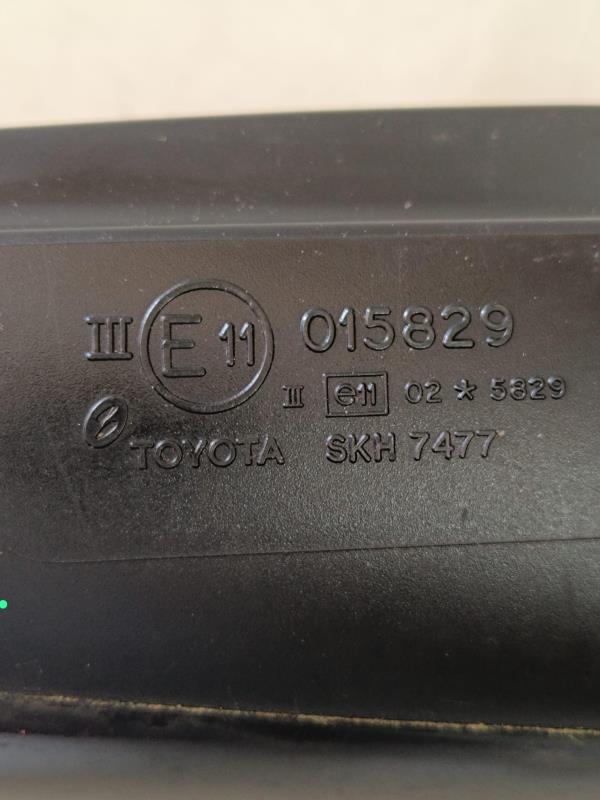 III E 11 015829
II e11 02 * 5829
TOYOTA SKH 7477